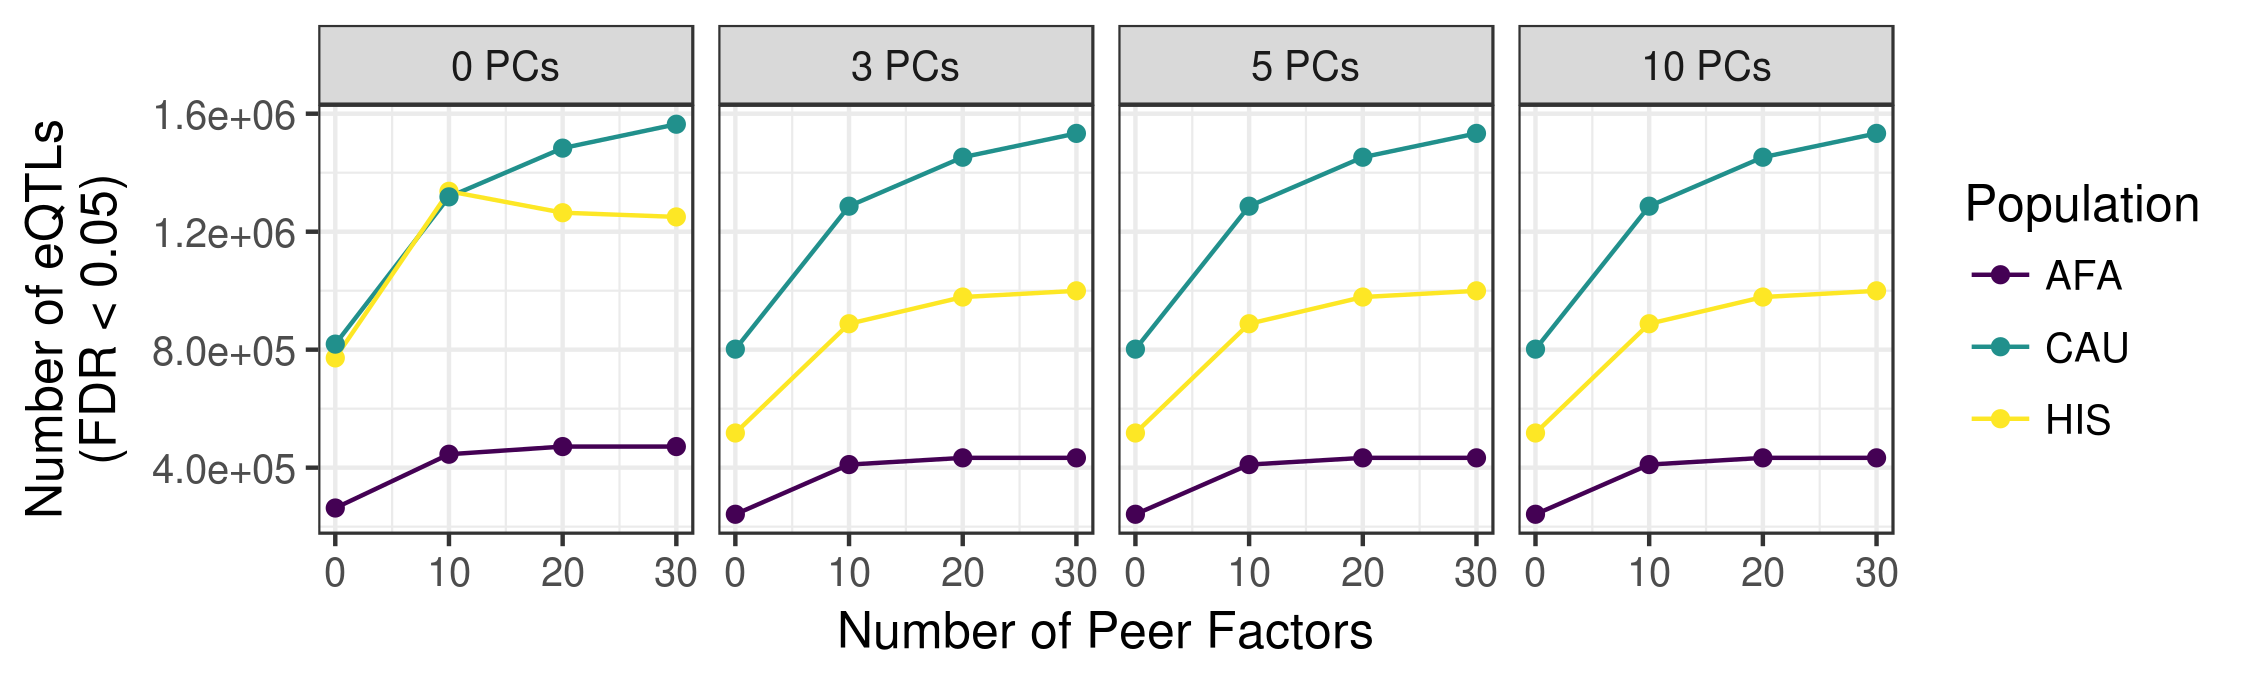 0 PCs
3 PCs
5 PCs
10 PCs
Number of eQTLs
(FDR < 0.05)
1.6e+06
1.2e+06
8.0e+05
4.0e+05
0 10 20 30
0 10 20 30
0 10 20 30
0 10 20 30
Number of Peer Factors
Population
AFA
CAU
HIS